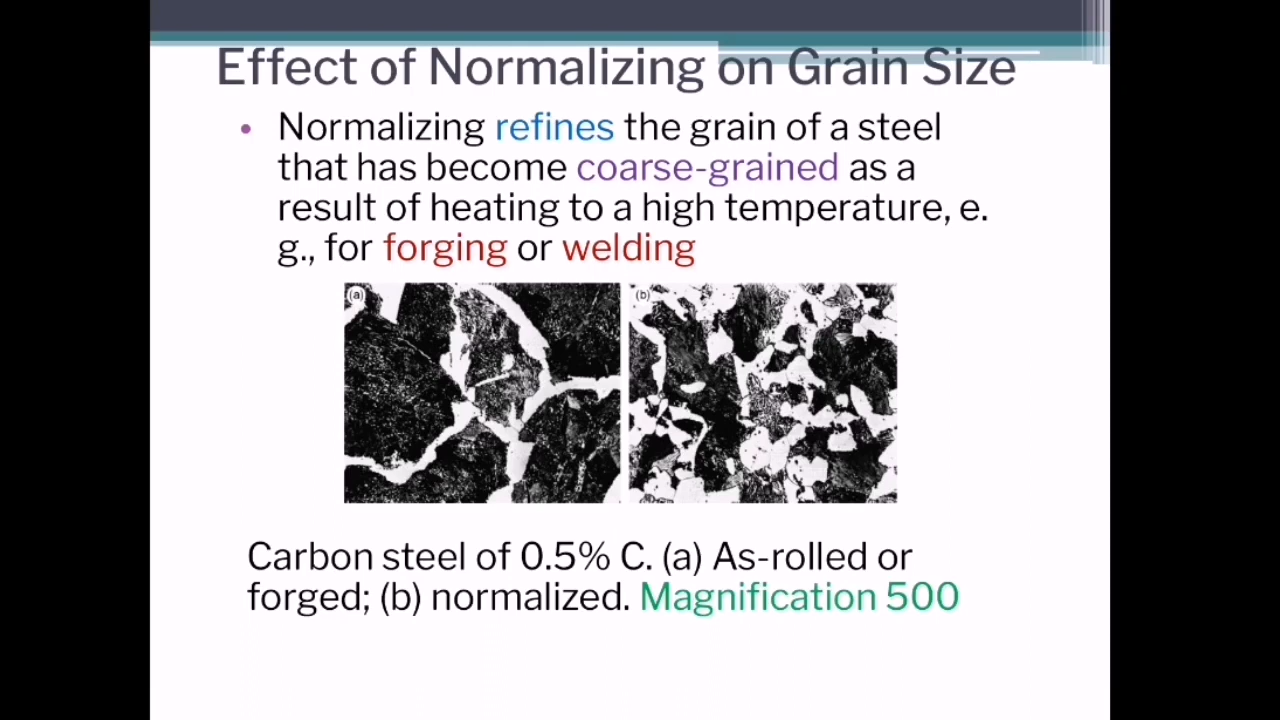 Effect of Normalizing on Grain Size
• Normalizing refines the grain of a steel
that has become coarse-grained as a
result of heating to a high temperature, e.
g., for forging or welding
(a)
(b)
Carbon steel of 0.5% C. (a) As-rolled or
forged; (b) normalized. Magnification 500